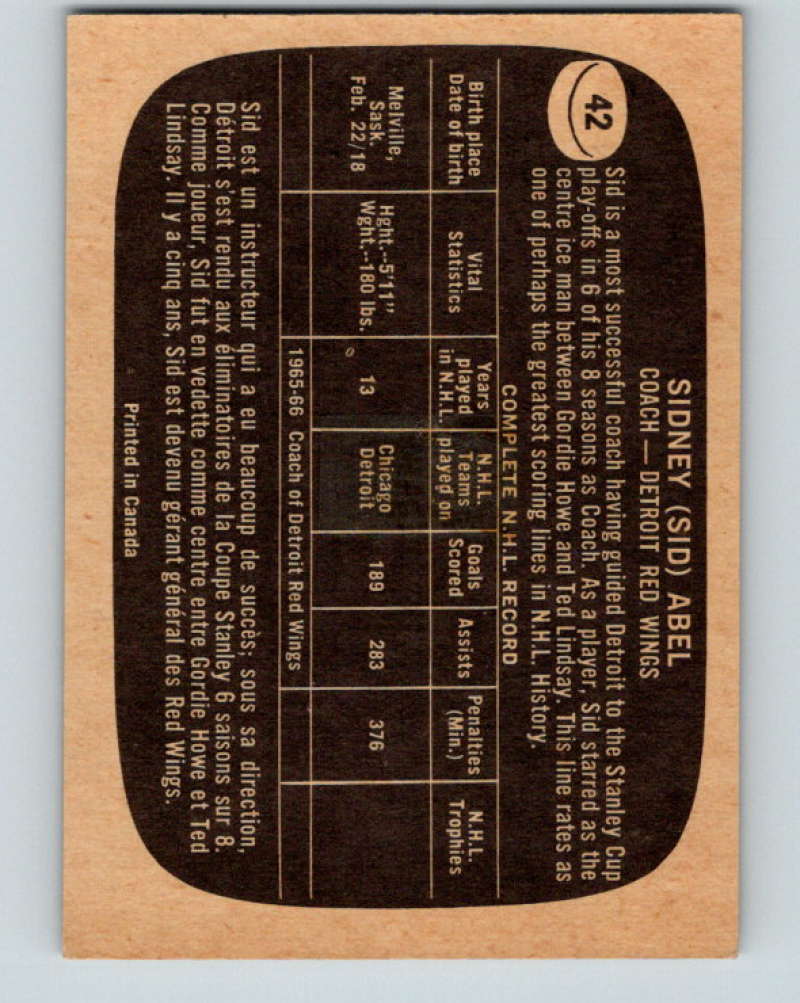 SIDNEY (SID) ABEL
COACH — DETROIT RED WINGS
42
Sid is a most successful coach having guided Detroit to the Stanley Cup
play-offs in 6 of his 8 seasons as Coach. As a player, Sid starred as the
centre ice man between Gordie Howe and Ted Lindsay. This line rates as
one of perhaps the greatest scoring lines in N.H.L. History.
COMPLETE N.H.L. RECORD
Birth place
Date of birth
Vital
Statistics
Years
played
in N.H.L.
N.H.L.
Teams
played on
Goals
Scored
Assists
Penalties
(Min.)
N.H.L.
Trophies
Melville,
Sask.
Feb. 22/18
Hght.--5'11"
Wght.--180 lbs.
13
Chicago
Detroit
189
283
376
1965-66 Coach of Detroit Red Wings
Sid est un instructeur qui a eu beaucoup de succès; sous sa direction,
Détroit s'est rendu aux éliminatoires de la Coupe Stanley 6 saisons sur 8.
Comme joueur, Sid fut en vedette comme centre entre Gordie Howe et Ted
Lindsay. Il y a cinq ans, Sid est devenu gérant général des Red Wings.
Printed in Canada